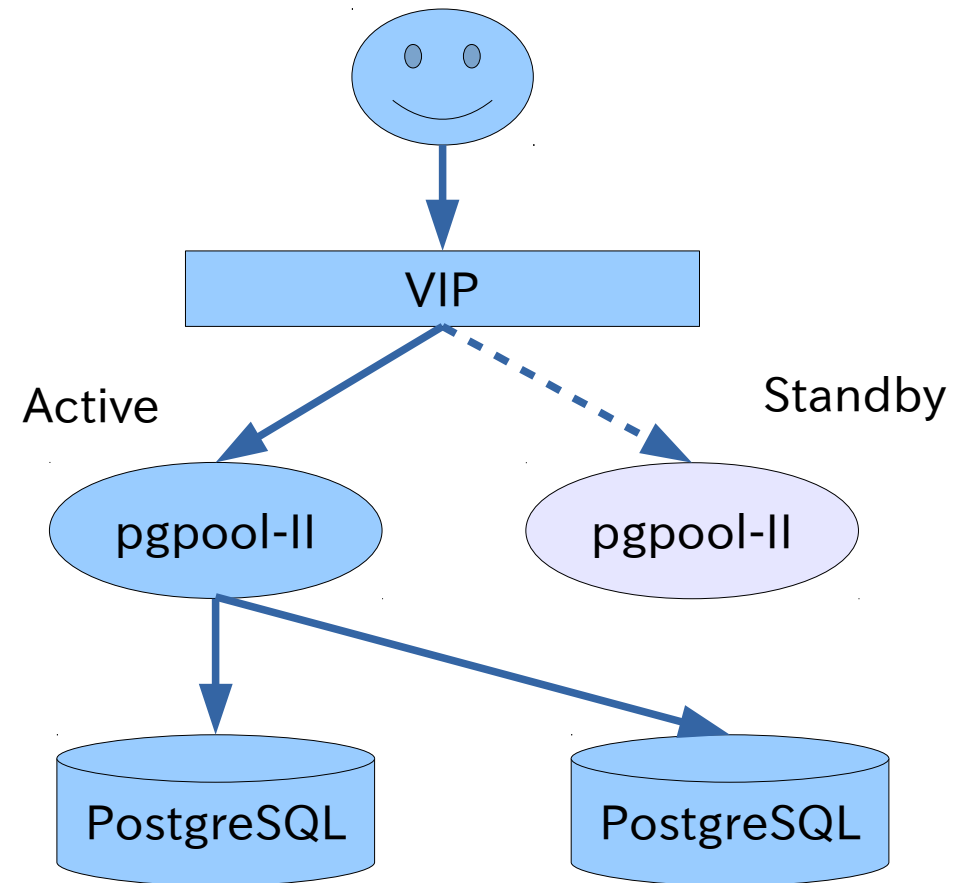 VIP
Active
Standby
pgpool-II
pgpool-II
PostgreSQL
PostgreSQL